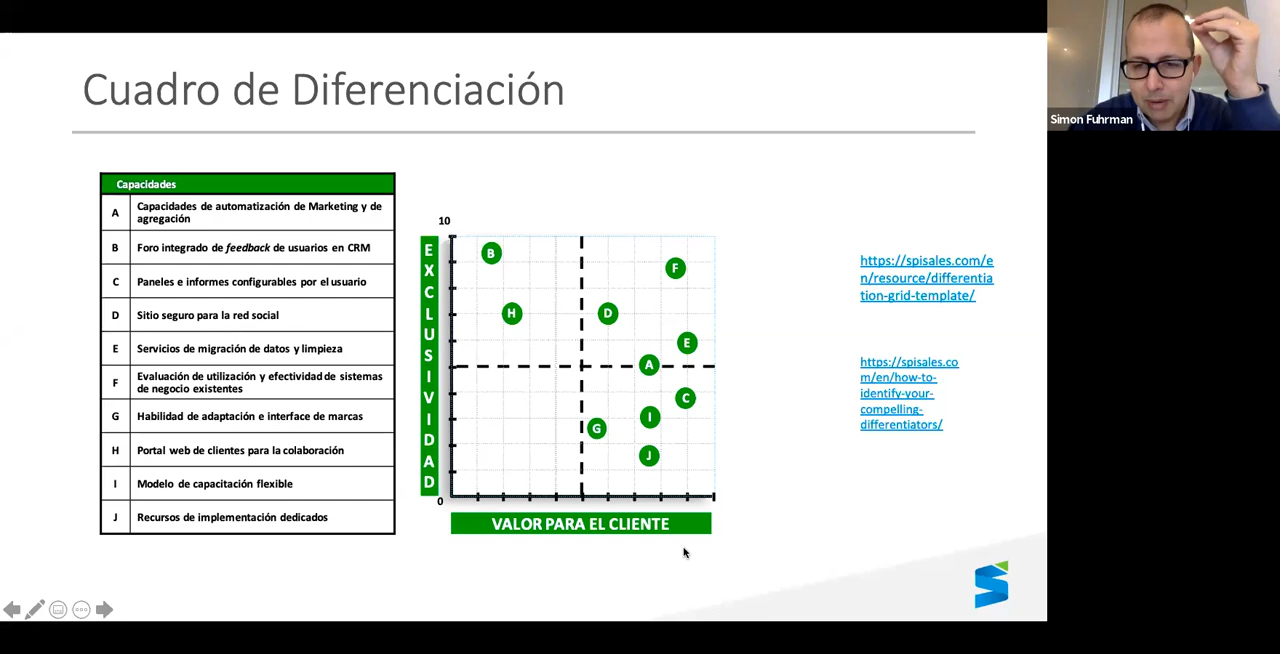 Cuadro de Diferenciación
Simon Fuhrman
Capacidades
A
Capacidades de automatización de Marketing y de
agregación
B
Foro integrado de feedback de usuarios en CRM
C
Paneles e informes configurables por el usuario
D
Sitio seguro para la red social
E
Servicios de migración de datos y limpieza
F
Evaluación de utilización y efectividad de sistemas
de negocio existentes
G
Habilidad de adaptación e interface de marcas
H
Portal web de clientes para la colaboración
I
Modelo de capacitación flexible
J
Recursos de implementación dedicados
10
EXCLUSIVIDAD
B
F
H
D
E
A
C
I
G
J
0
VALOR PARA EL CLIENTE
https://spisales.com/e
n/resource/differentia
tion-grid-template/
https://spisales.co
m/en/how-to-
identify-your-
compelling-
differentiators/